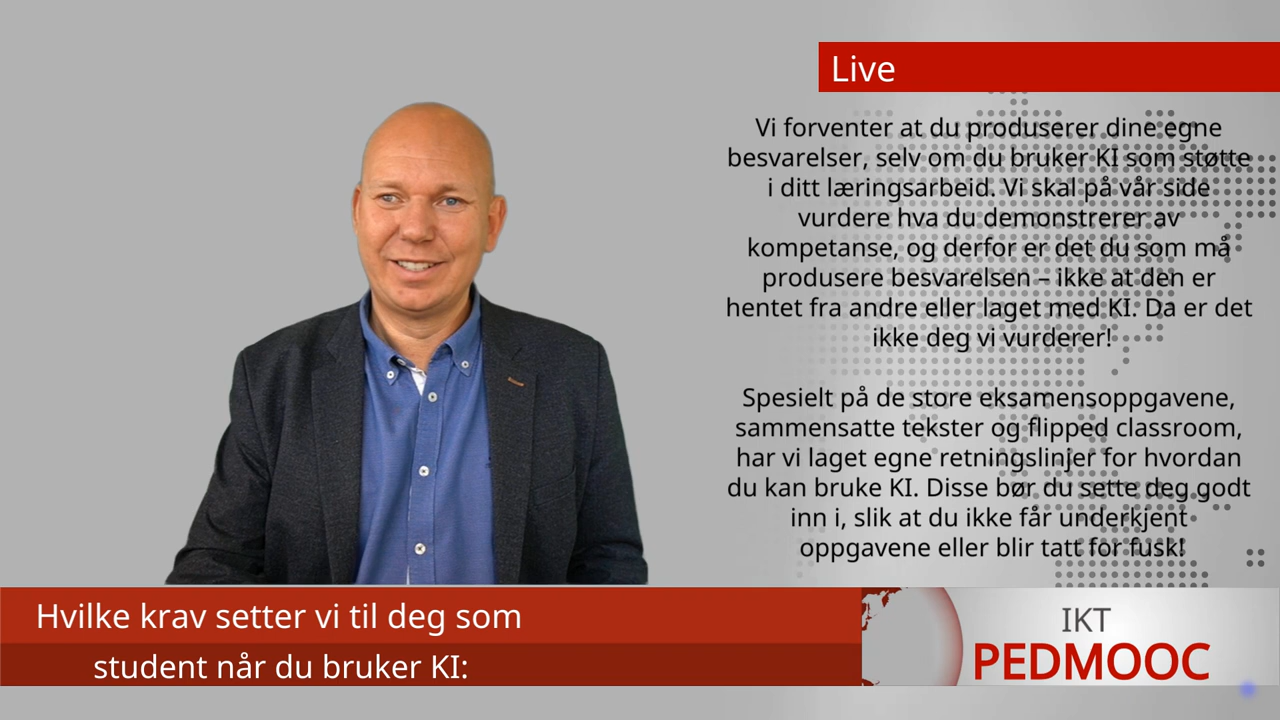 Live
Vi forventer at du produserer dine egne
besvarelser, selv om du bruker KI som støtte
i ditt læringsarbeid. Vi skal på vår side
vurdere hva du demonstrerer av
kompetanse, og derfor er det du som må
produsere besvarelsen – ikke at den er
hentet fra andre eller laget med KI. Da er det
ikke deg vi vurderer!
Spesielt på de store eksamensoppgavene,
sammensatte tekster og flipped classroom,
har vi laget egne retningslinjer for hvordan
du kan bruke KI. Disse bør du sette deg godt
inn i, slik at du ikke får underkjent
oppgavene eller blir tatt for fusk!
Hvilke krav setter vi til deg som
student når du bruker KI:
IKT
PEDMOOC